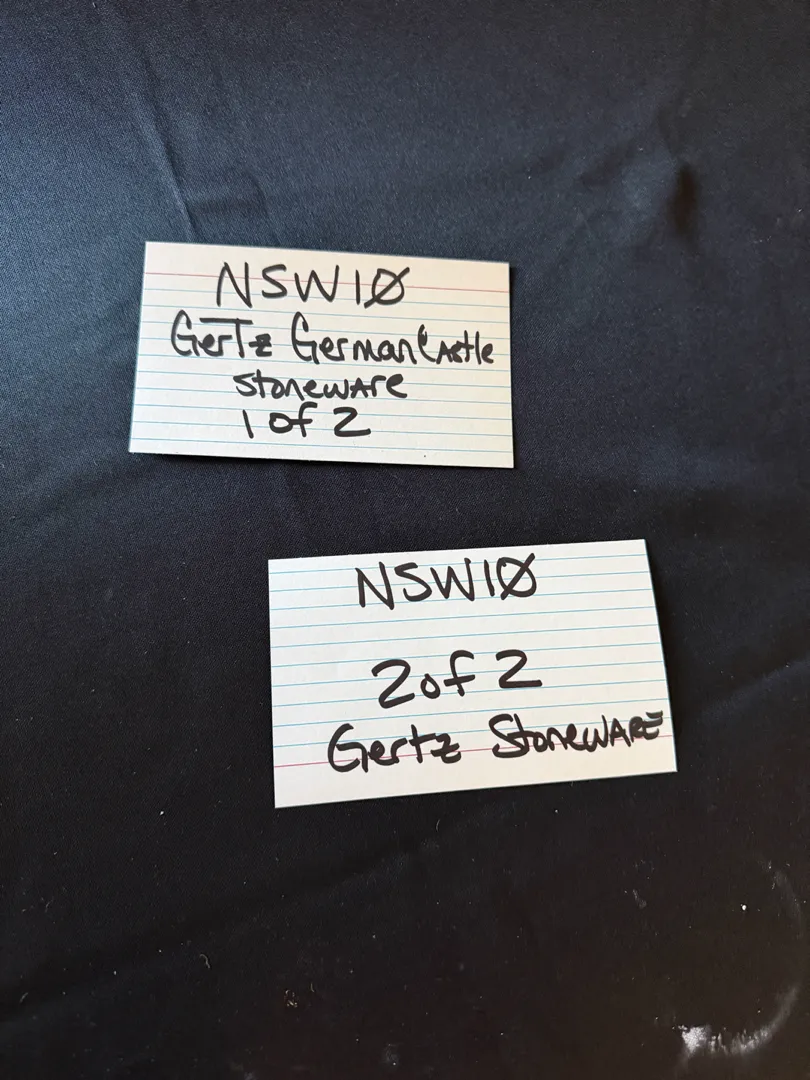 NSW10
Gertz German Castle
Stoneware
1 of 2
NSW10
2 of 2
Gertz StonewARE